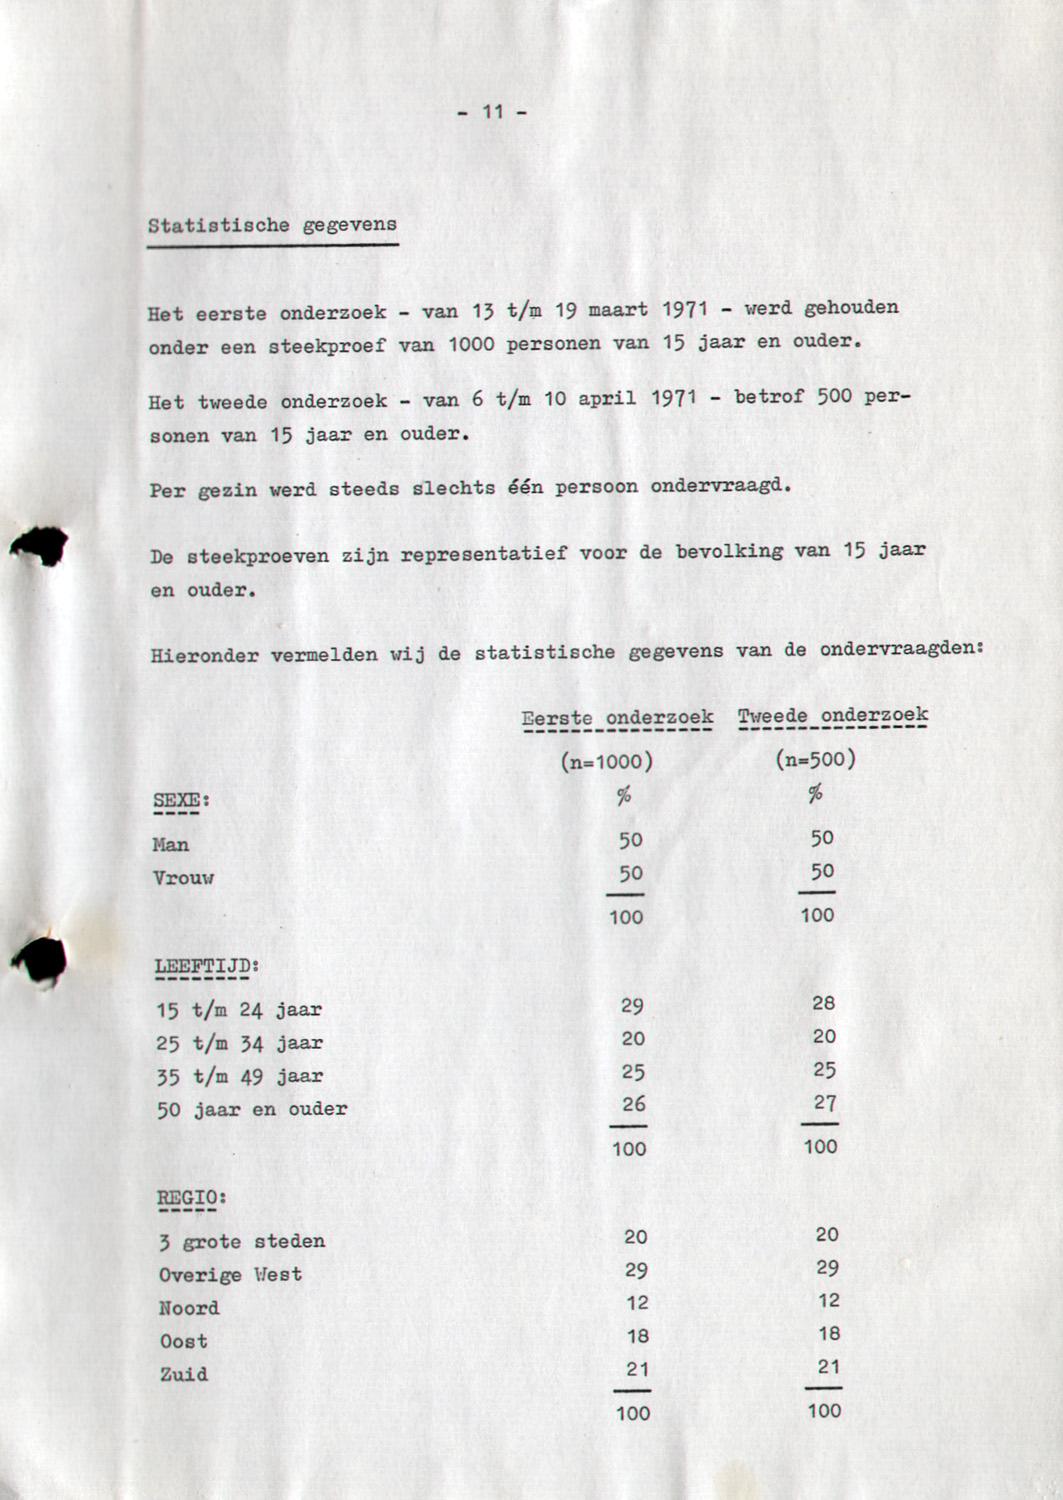 - 11 -
Statistische gegevens
Het eerste onderzoek - van 13 t/m 19 maart 1971 - werd gehouden
onder een steekproef van 1000 personen van 15 jaar en ouder.
Het tweede onderzoek - van 6 t/m 10 april 1971 - betrof 500 per-
sonen van 15 jaar en ouder.
Per gezin werd steeds slechts één persoon ondervraagd.
De steekproeven zijn representatief voor de bevolking van 15 jaar
en ouder.
Hieronder vermelden wij de statistische gegevens van de ondervraagden:
Eerste onderzoek Tweede onderzoek
(n=1000) (n=500)
SEXE: % %
Man 50 50
Vrouw 50 50
100 100
LEEFTIJD:
15 t/m 24 jaar 29 28
25 t/m 34 jaar 20 20
35 t/m 49 jaar 25 25
50 jaar en ouder 26 27
100 100
REGIO:
3 grote steden 20 20
Overige West 29 29
Noord 12 12
Oost 18 18
Zuid 21 21
100 100